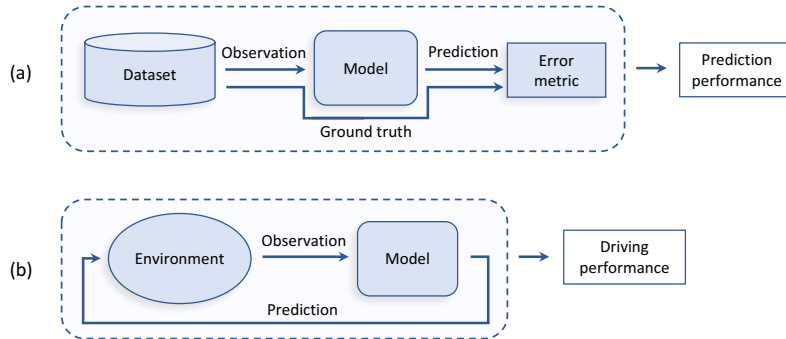 (a)
Dataset
Observation
Model
Prediction
Error
metric
Ground truth
Prediction
performance
(b)
Environment
Observation
Model
Prediction
Driving
performance